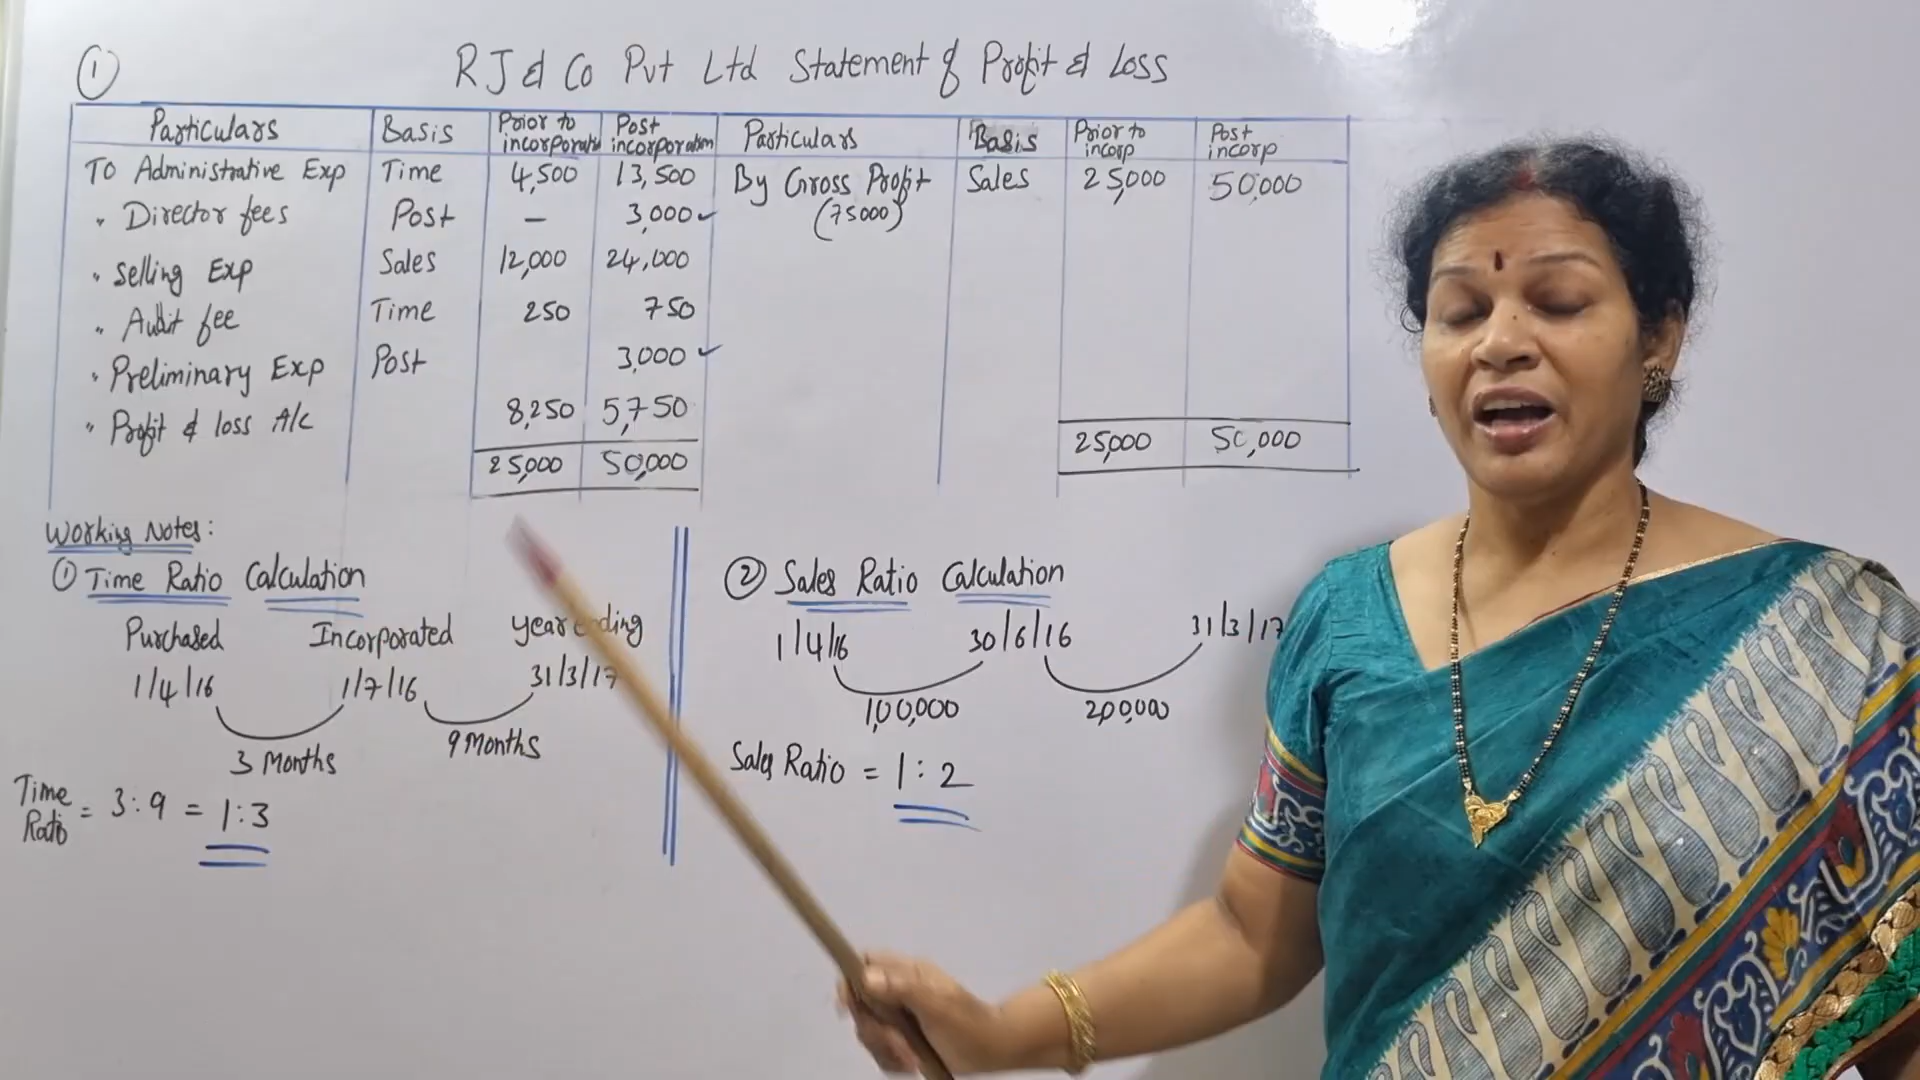 ①
R J & Co Pvt Ltd Statement of Profit & Loss
Particulars Basis Prior to incorporati Post incorporation Particulars Basis Prior to incorp Post incorp
To Administrative Exp Time 4,500 13,500 By Gross Profit Sales 25,000 50,000
" Director fees Post — 3,000 ✓ (75000)
" Selling Exp Sales 12,000 24,000
" Audit fee Time 250 750
" Preliminary Exp Post 3,000 ✓
" Profit & loss A/c 8,250 5,750
25,000 50,000 25,000 50,000
Working Notes:
① Time Ratio Calculation
Purchased Incorporated year ending
1/4/16 1/7/16 31/3/17
3 Months 9 Months
Time Ratio = 3:9 = 1:3
② Sales Ratio Calculation
1/4/16 30/6/16 31/3/17
1,00,000 2,00,000
Sales Ratio = 1:2